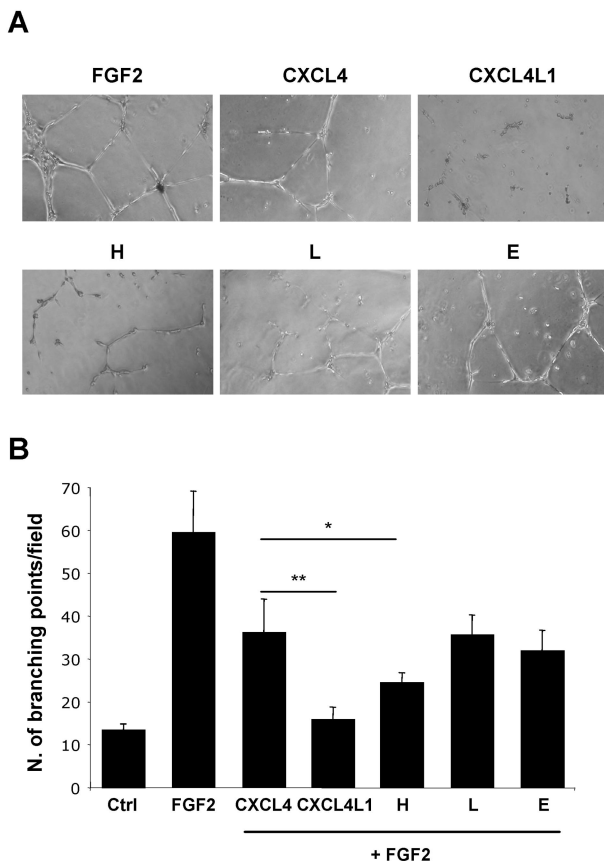 A
FGF2 CXCL4 CXCL4L1
H L E
B
N. of branching points/field
70
60
50
40
30
20
10
0
*
**
Ctrl FGF2 CXCL4 CXCL4L1 H L E
+ FGF2